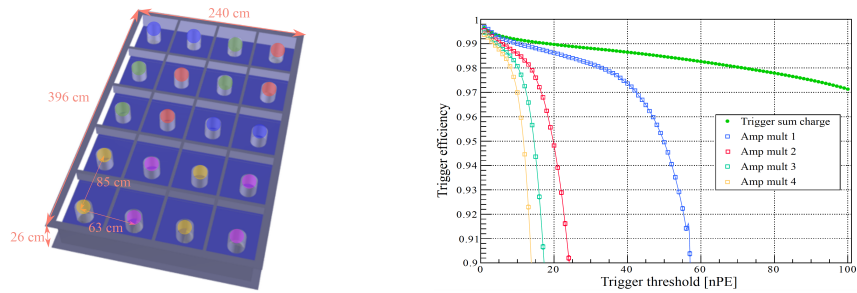 240 cm
396 cm
85 cm
63 cm
26 cm
1
0.99
0.98
0.97
0.96
0.95
0.94
0.93
0.92
0.91
0.9
Trigger efficiency
Trigger sum charge
Amp mult 1
Amp mult 2
Amp mult 3
Amp mult 4
0 20 40 60 80 100
Trigger threshold [nPE]